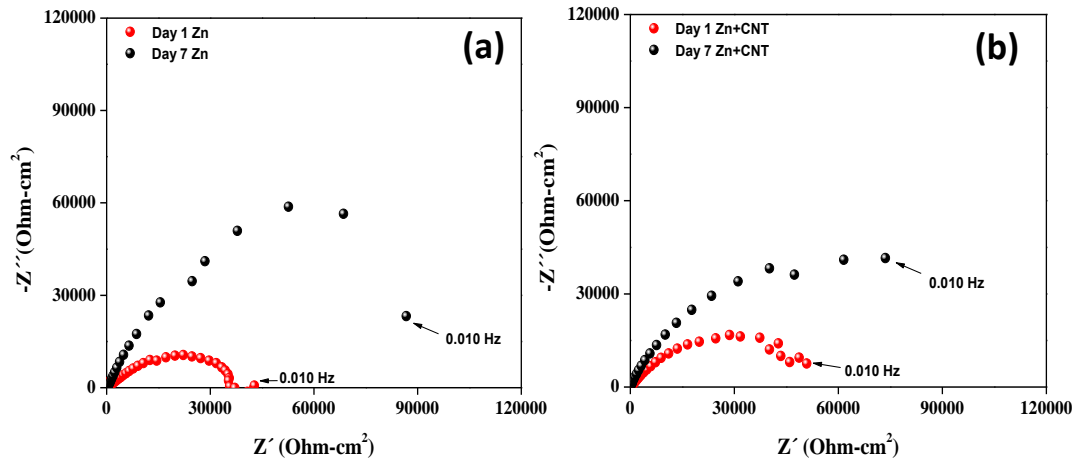 120000
90000
60000
30000
0
-Z´´(Ohm-cm²)
Day 1 Zn
Day 7 Zn
(a)
0.010 Hz
0.010 Hz
0 30000 60000 90000 120000
Z´ (Ohm-cm²)
120000
90000
60000
30000
0
-Z´´(Ohm-cm²)
Day 1 Zn+CNT
Day 7 Zn+CNT
(b)
0.010 Hz
0.010 Hz
0 30000 60000 90000 120000
Z´ (Ohm-cm²)